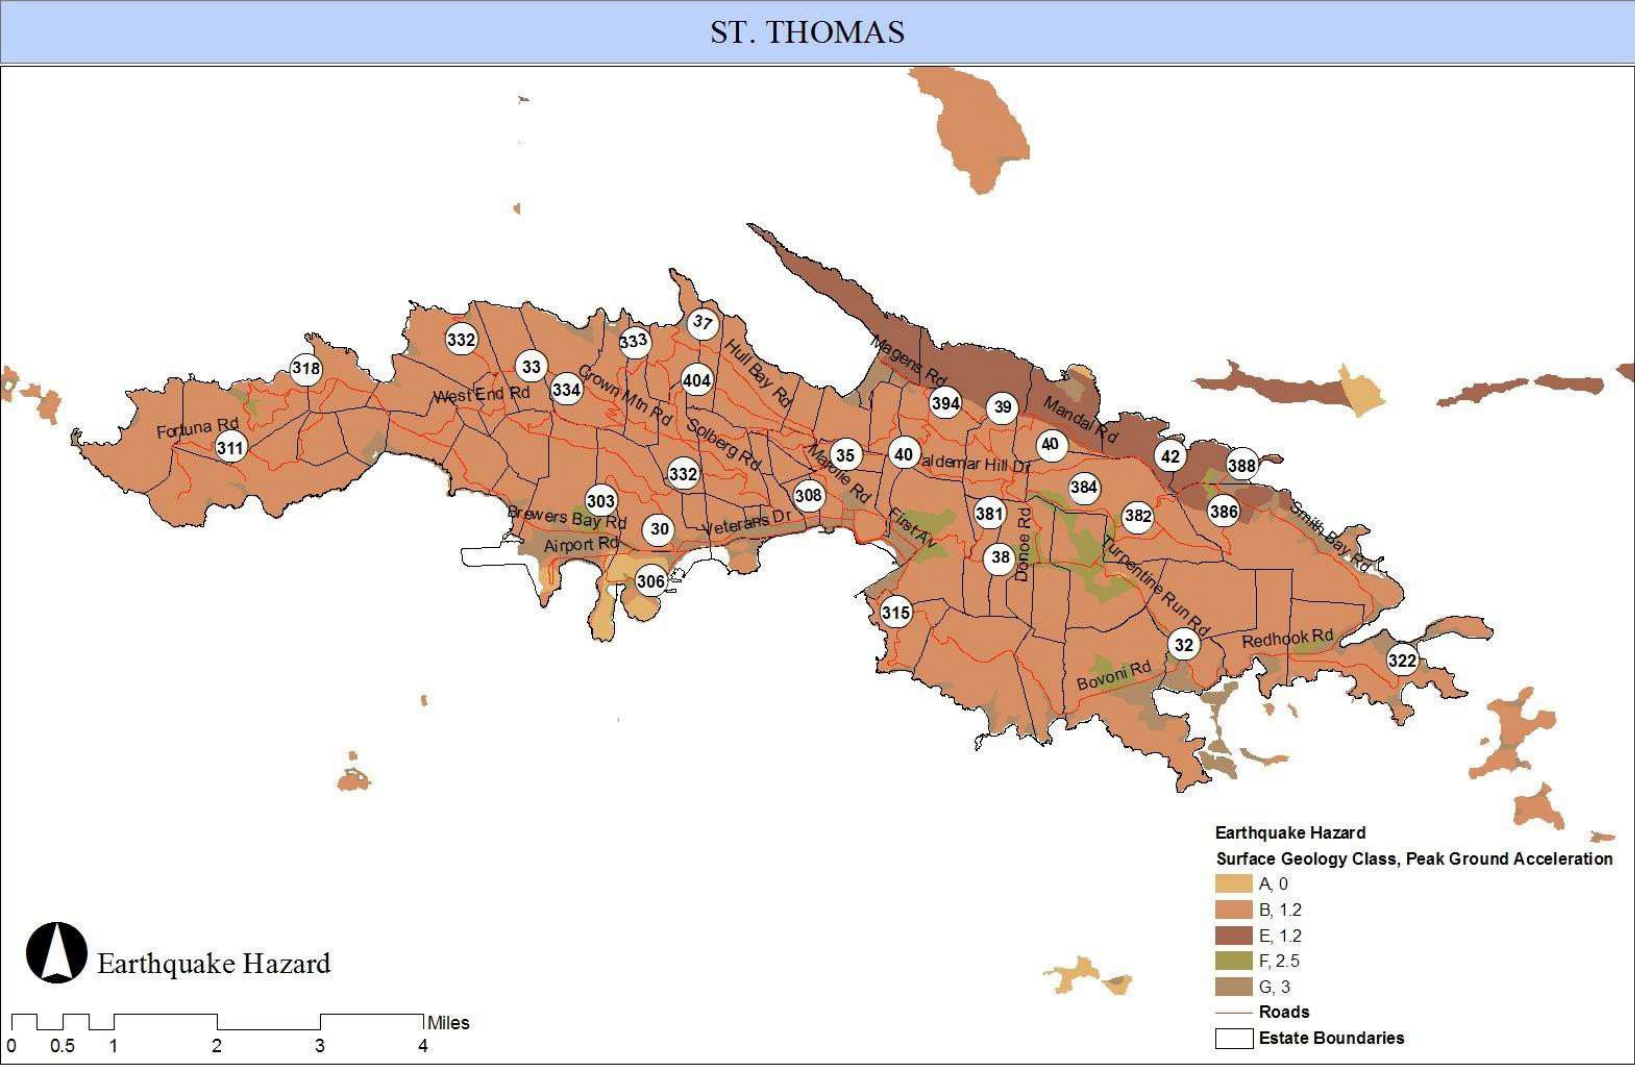 ST. THOMAS
332
37
333
318
33
404
Hull Bay Rd
Magens Rd
334
Crown Mtn Rd
West End Rd
394
39
Mandal Rd
Fortuna Rd
311
Solberg Rd
35
40
40
42
388
aldemar Hill Dr
Mafolie Rd
332
384
303
308
381
382
386
Brewers Bay Rd
30
Veterans Dr
First Av
Smith Bay Rd
Airport Rd
38
Donoe Rd
Turpentine Run Rd
306
315
32
Redhook Rd
322
Bovoni Rd
Earthquake Hazard
Surface Geology Class, Peak Ground Acceleration
A, 0
B, 1.2
E, 1.2
F, 2.5
G, 3
Roads
Estate Boundaries
Earthquake Hazard
Miles
0 0.5 1 2 3 4